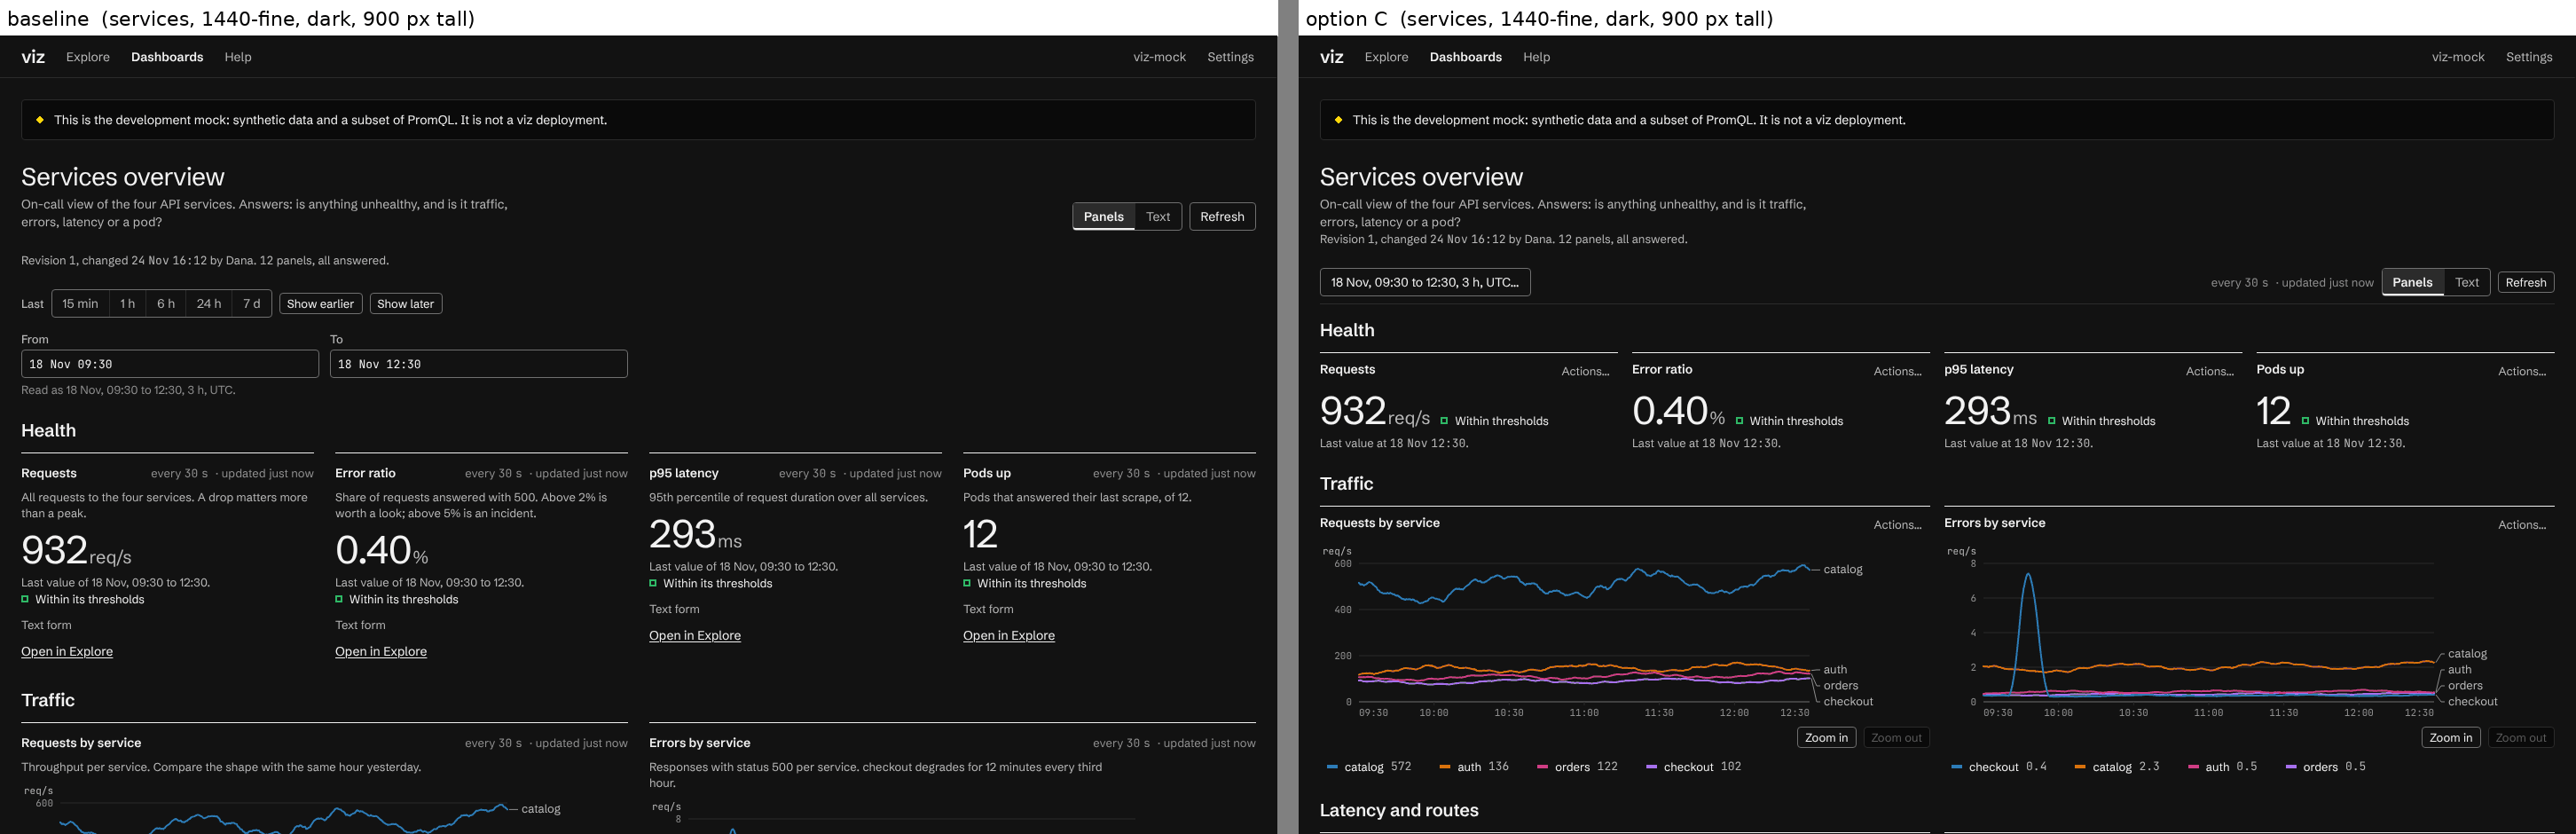 baseline  (services, 1440-fine, dark, 900 px tall)
viz Explore Dashboards Help viz-mock Settings
This is the development mock: synthetic data and a subset of PromQL. It is not a viz deployment.
Services overview
On-call view of the four API services. Answers: is anything unhealthy, and is it traffic,
errors, latency or a pod?
Panels Text Refresh
Revision 1, changed 24 Nov 16:12 by Dana. 12 panels, all answered.
Last 15 min 1 h 6 h 24 h 7 d Show earlier Show later
From To
18 Nov 09:30 18 Nov 12:30
Read as 18 Nov, 09:30 to 12:30, 3 h, UTC.
Health
Requests every 30 s · updated just now
All requests to the four services. A drop matters more
than a peak.
932 req/s
Last value of 18 Nov, 09:30 to 12:30.
Within its thresholds
Text form
Open in Explore
Error ratio every 30 s · updated just now
Share of requests answered with 500. Above 2% is
worth a look; above 5% is an incident.
0.40 %
Last value of 18 Nov, 09:30 to 12:30.
Within its thresholds
Text form
Open in Explore
p95 latency every 30 s · updated just now
95th percentile of request duration over all services.
293 ms
Last value of 18 Nov, 09:30 to 12:30.
Within its thresholds
Text form
Open in Explore
Pods up every 30 s · updated just now
Pods that answered their last scrape, of 12.
12
Last value of 18 Nov, 09:30 to 12:30.
Within its thresholds
Text form
Open in Explore
Traffic
Requests by service every 30 s · updated just now
Throughput per service. Compare the shape with the same hour yesterday.
req/s
600
catalog
Errors by service every 30 s · updated just now
Responses with status 500 per service. checkout degrades for 12 minutes every third
hour.
req/s
8
option C  (services, 1440-fine, dark, 900 px tall)
viz Explore Dashboards Help viz-mock Settings
This is the development mock: synthetic data and a subset of PromQL. It is not a viz deployment.
Services overview
On-call view of the four API services. Answers: is anything unhealthy, and is it traffic,
errors, latency or a pod?
Revision 1, changed 24 Nov 16:12 by Dana. 12 panels, all answered.
18 Nov, 09:30 to 12:30, 3 h, UTC... every 30 s · updated just now Panels Text Refresh
Health
Requests Actions...
932 req/s Within thresholds
Last value at 18 Nov 12:30.
Error ratio Actions...
0.40 % Within thresholds
Last value at 18 Nov 12:30.
p95 latency Actions...
293 ms Within thresholds
Last value at 18 Nov 12:30.
Pods up Actions...
12 Within thresholds
Last value at 18 Nov 12:30.
Traffic
Requests by service Actions...
req/s
600
400
200
0
catalog
auth
orders
checkout
09:30 10:00 10:30 11:00 11:30 12:00 12:30
Zoom in Zoom out
catalog 572 auth 136 orders 122 checkout 102
Errors by service Actions...
req/s
8
6
4
2
0
catalog
auth
orders
checkout
09:30 10:00 10:30 11:00 11:30 12:00 12:30
Zoom in Zoom out
checkout 0.4 catalog 2.3 auth 0.5 orders 0.5
Latency and routes